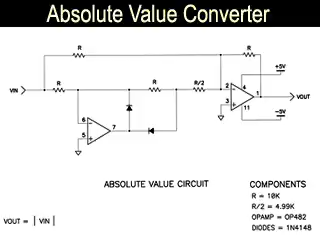 Absolute Value Converter
R
R
+5V
R
R
R/2
VIN
2
4
1
VOUT
3
11
-5V
6
7
5
ABSOLUTE VALUE CIRCUIT
COMPONENTS
R = 10K
R/2 = 4.99K
OPAMP = OP482
DIODES = 1N4148
VOUT = | VIN |